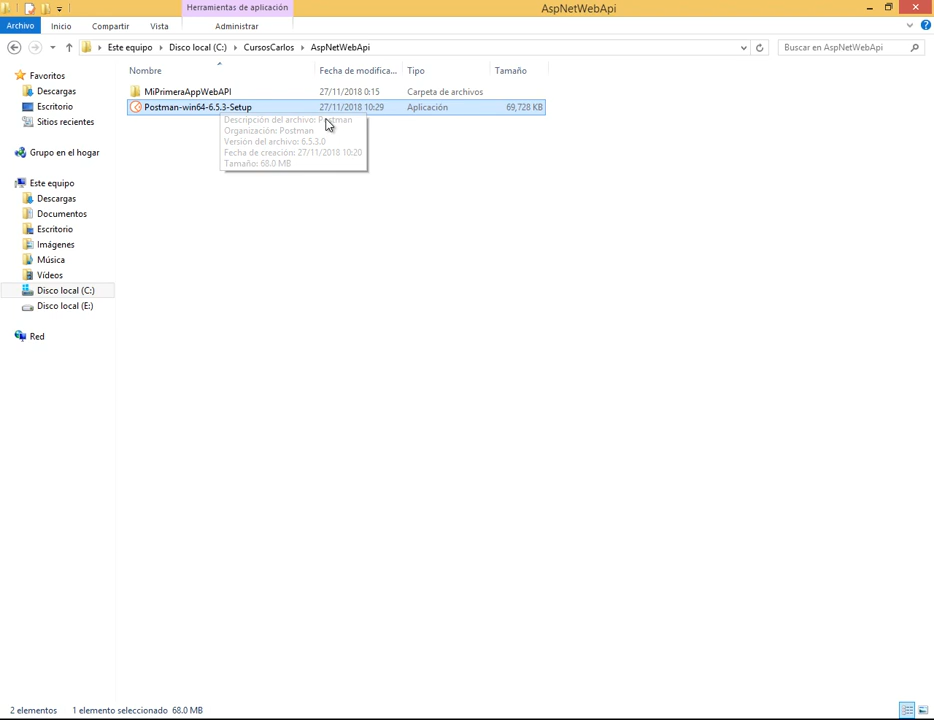 Herramientas de aplicación
AspNetWebApi
Archivo
Inicio
Compartir
Vista
Administrar
Este equipo
Disco local (C:)
CursosCarlos
AspNetWebApi
Buscar en AspNetWebApi
Nombre
Fecha de modifica...
Tipo
Tamaño
MiPrimeraAppWebAPI
27/11/2018 0:15
Carpeta de archivos
Postman-win64-6.5.3-Setup
27/11/2018 10:29
Aplicación
69,728 KB
Descripción del archivo: Postman
Organización: Postman
Versión del archivo: 6.5.3.0
Fecha de creación: 27/11/2018 10:20
Tamaño: 68.0 MB
Favoritos
Descargas
Escritorio
Sitios recientes
Grupo en el hogar
Este equipo
Descargas
Documentos
Escritorio
Imágenes
Música
Vídeos
Disco local (C:)
Disco local (E:)
Red
2 elementos
1 elemento seleccionado 68.0 MB